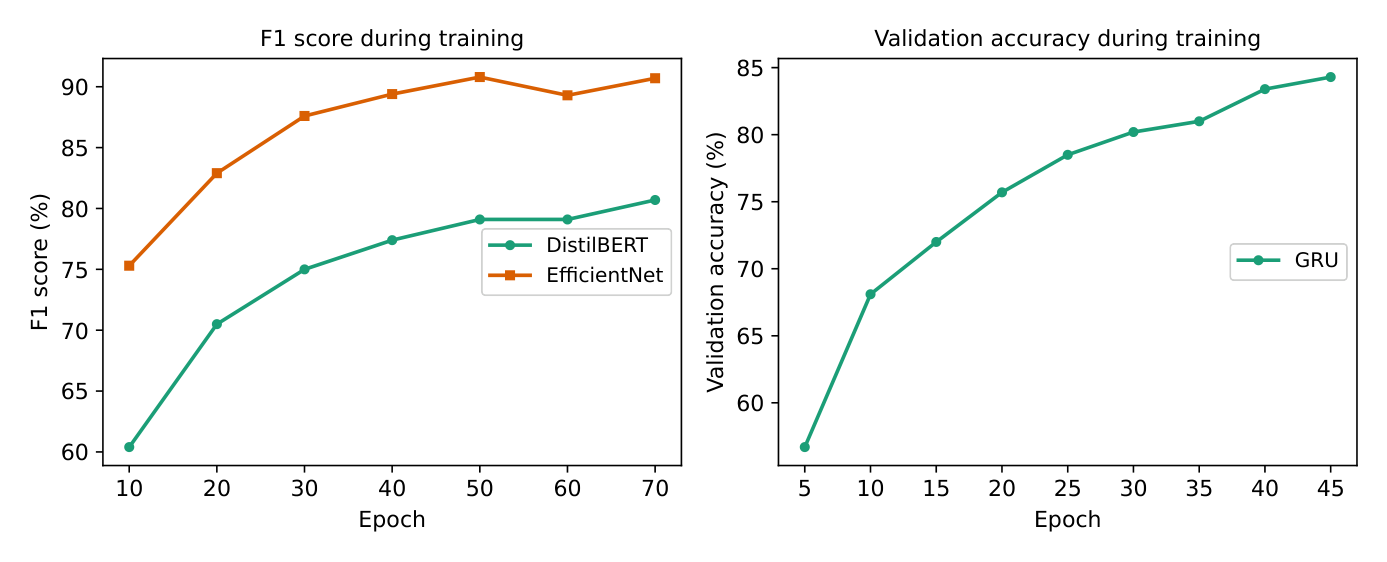 F1 score during training
F1 score (%)
90
85
80
75
70
65
60
10 20 30 40 50 60 70
Epoch
DistilBERT
EfficientNet
Validation accuracy during training
Validation accuracy (%)
85
80
75
70
65
60
5 10 15 20 25 30 35 40 45
Epoch
GRU